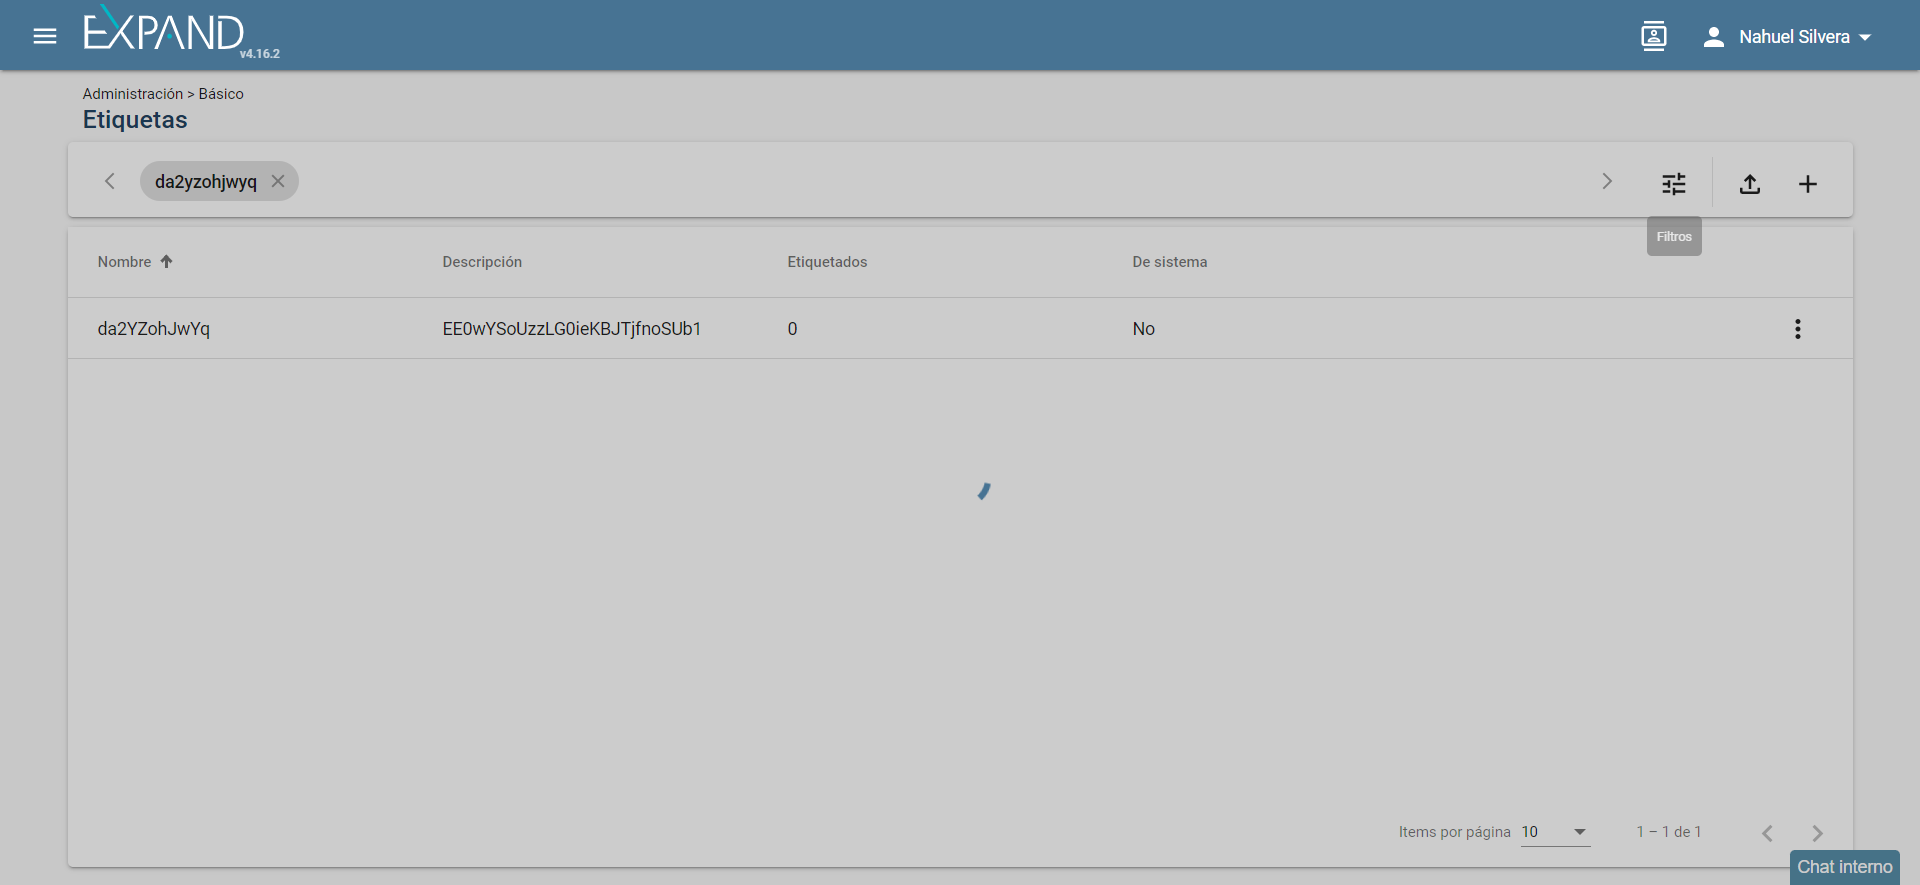 EXPAND
v4.16.2
Nahuel Silvera
Administración > Básico
Etiquetas
da2yzohjwyq
Filtros
Nombre Descripción Etiquetados De sistema
da2YZohJwYq EE0wYSoUzzLG0ieKBJTjfnoSUb1 0 No
Items por página 10 1 – 1 de 1
Chat interno